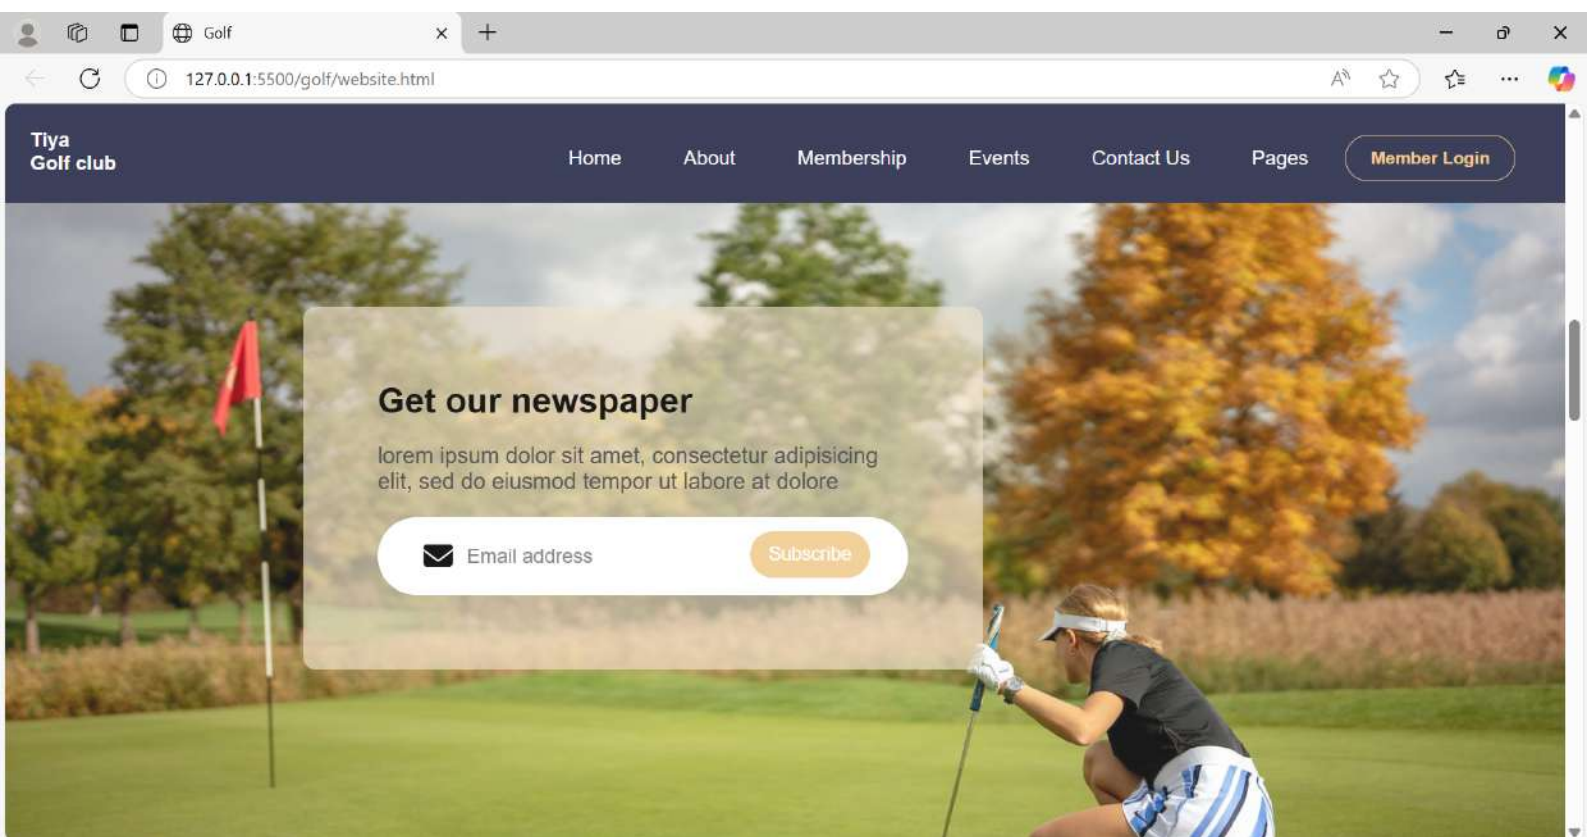 Golf
127.0.0.1:5500/golf/website.html
Tiya
Golf club
Home About Membership Events Contact Us Pages Member Login
Get our newspaper
lorem ipsum dolor sit amet, consectetur adipisicing
elit, sed do eiusmod tempor ut labore at dolore
Email address Subscribe